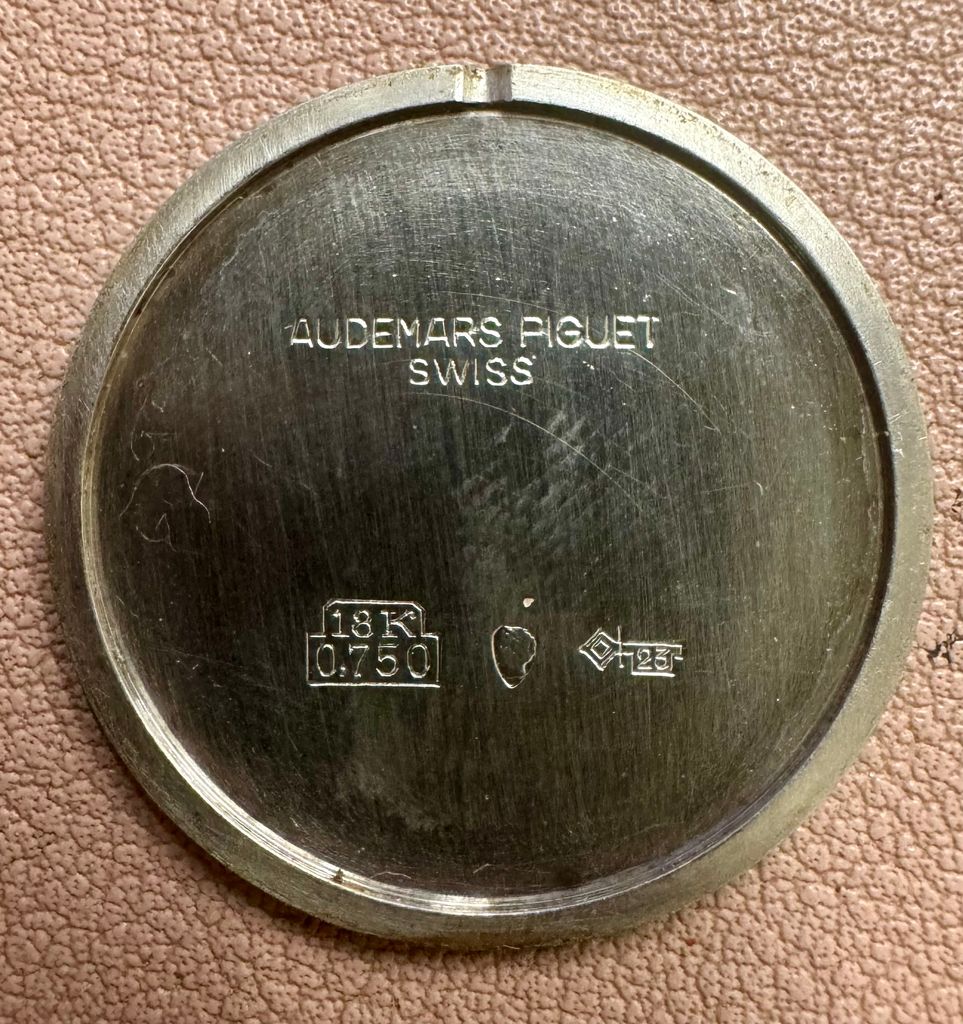 AUDEMARS PIGUET
SWISS
18K
0,750
23